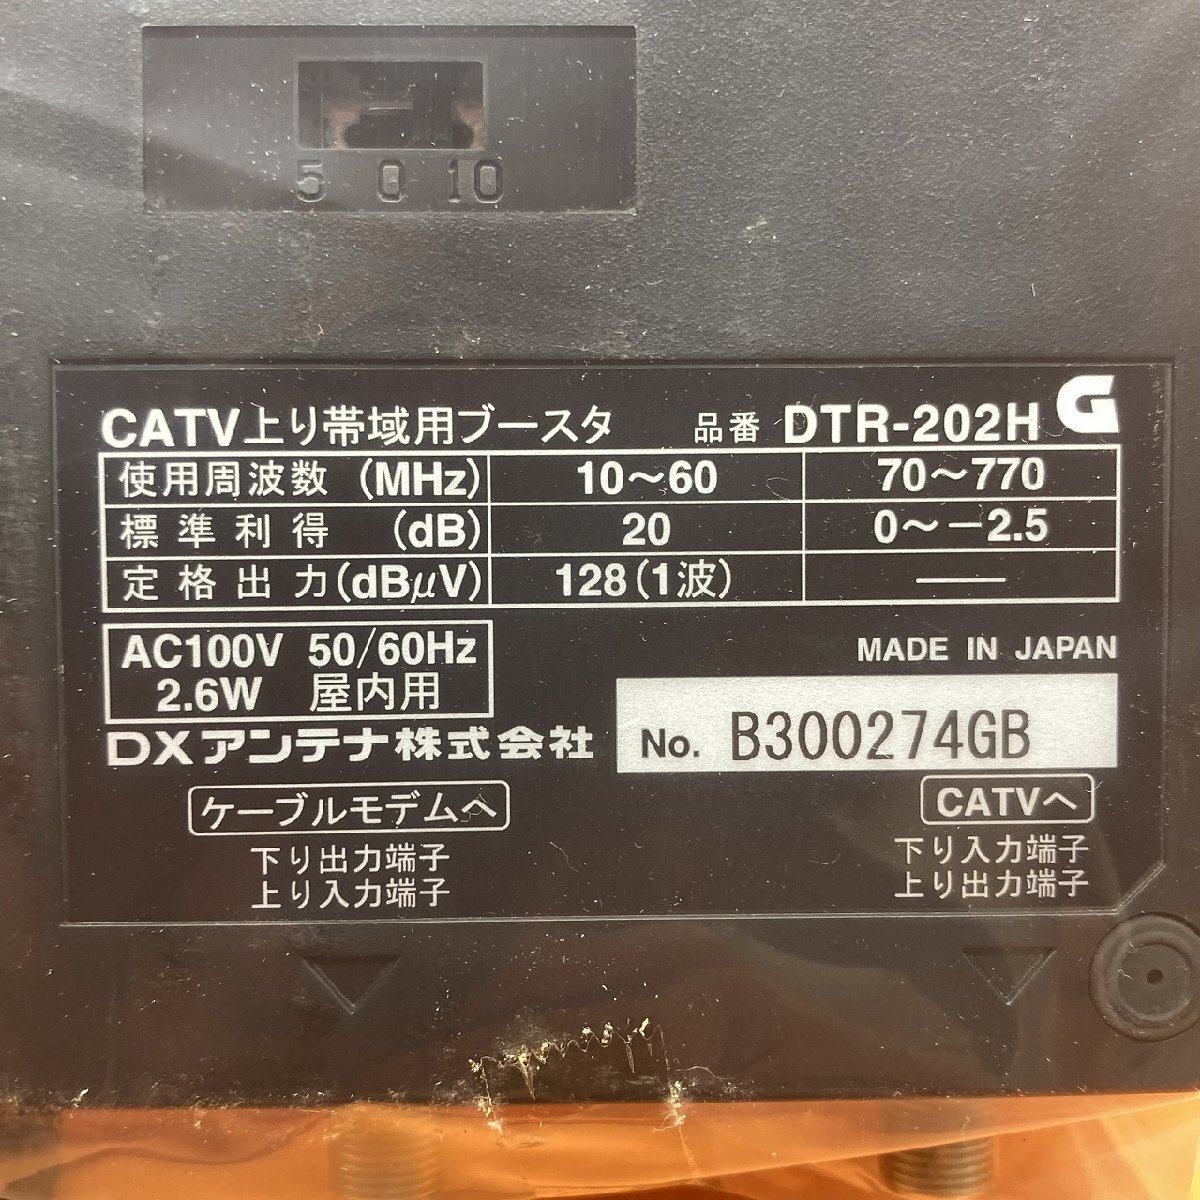 5 0 10
CATV上り帯域用ブースタ 品番 DTR-202H G
使用周波数 (MHz) 10～60 70～770
標準利得 (dB) 20 0～－2.5
定格出力(dBμV) 128(1波) ——
AC100V 50/60Hz
2.6W 屋内用
MADE IN JAPAN
DXアンテナ株式会社
No. B300274GB
ケーブルモデムへ
下り出力端子
上り入力端子
CATVへ
下り入力端子
上り出力端子